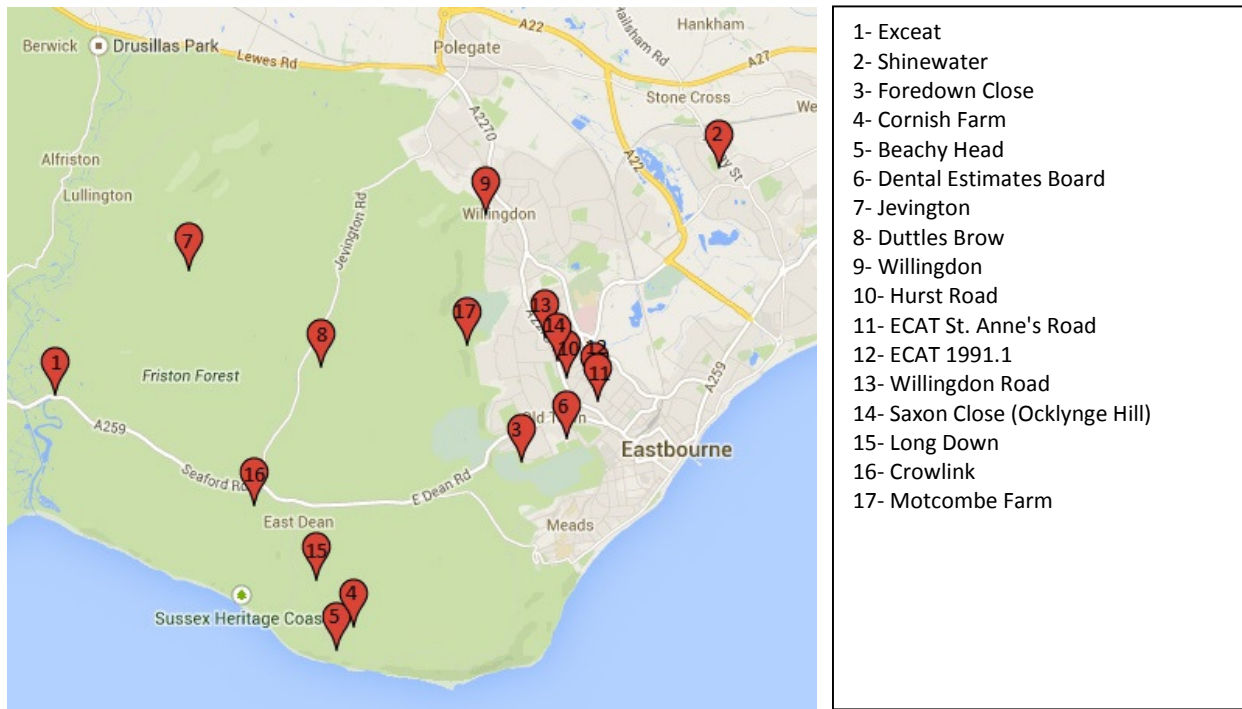 Hailsham Rd
Hankham
A22
Berwick
Drusillas Park
Lewes Rd
Polegate
A27
Stone Cross
We
A2270
A22
2
Alfriston
Lullington
9
Willingdon
Jevington Rd
7
17
13
14
8
10
12
11
A259
1
Friston Forest
6
3
Eastbourne
A259
Seaford Rd
16
E Dean Rd
East Dean
Meads
15
4
Sussex Heritage Coas
5
1- Exceat
2- Shinewater
3- Foredown Close
4- Cornish Farm
5- Beachy Head
6- Dental Estimates Board
7- Jevington
8- Duttles Brow
9- Willingdon
10- Hurst Road
11- ECAT St. Anne's Road
12- ECAT 1991.1
13- Willingdon Road
14- Saxon Close (Ocklynge Hill)
15- Long Down
16- Crowlink
17- Motcombe Farm